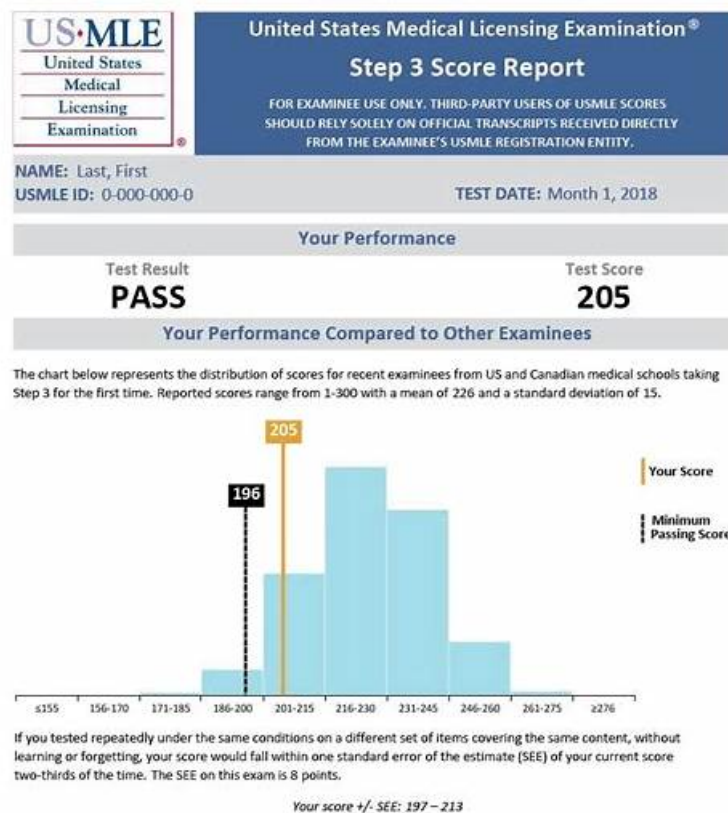 US·MLE
United States
Medical
Licensing
Examination
®
United States Medical Licensing Examination®
Step 3 Score Report
FOR EXAMINEE USE ONLY. THIRD-PARTY USERS OF USMLE SCORES
SHOULD RELY SOLELY ON OFFICIAL TRANSCRIPTS RECEIVED DIRECTLY
FROM THE EXAMINEE'S USMLE REGISTRATION ENTITY.
NAME: Last, First
USMLE ID: 0-000-000-0
TEST DATE: Month 1, 2018
Your Performance
Test Result
PASS
Test Score
205
Your Performance Compared to Other Examinees
The chart below represents the distribution of scores for recent examinees from US and Canadian medical schools taking
Step 3 for the first time. Reported scores range from 1-300 with a mean of 226 and a standard deviation of 15.
205
196
Your Score
Minimum
Passing Score
≤155 156-170 171-185 186-200 201-215 216-230 231-245 246-260 261-275 ≥276
If you tested repeatedly under the same conditions on a different set of items covering the same content, without
learning or forgetting, your score would fall within one standard error of the estimate (SEE) of your current score
two-thirds of the time. The SEE on this exam is 8 points.
Your score +/- SEE: 197 – 213